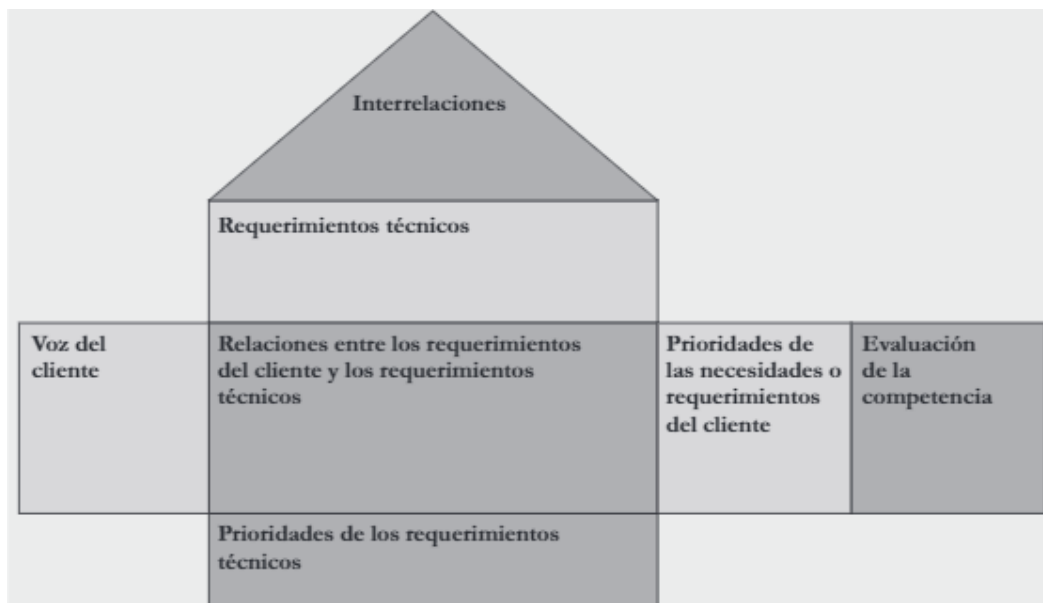 Interrelaciones
Requerimientos técnicos
Voz del
cliente
Relaciones entre los requerimientos
del cliente y los requerimientos
técnicos
Prioridades de
las necesidades o
requerimientos
del cliente
Evaluación
de la
competencia
Prioridades de los requerimientos
técnicos